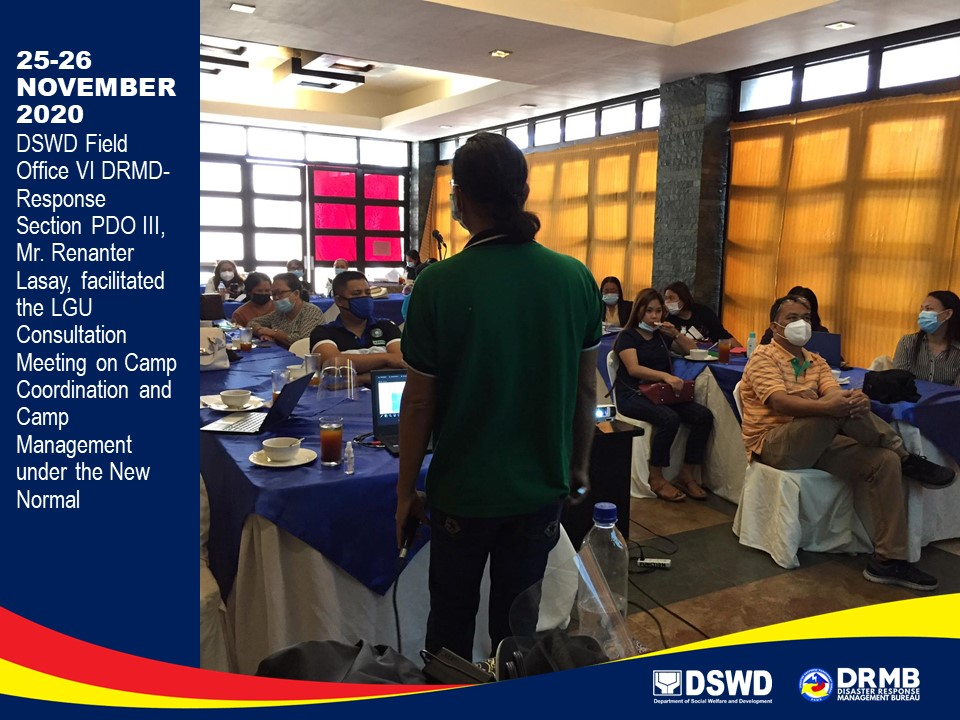 25-26
NOVEMBER
2020
DSWD Field
Office VI DRMD-
Response
Section PDO III,
Mr. Renanter
Lasay, facilitated
the LGU
Consultation
Meeting on Camp
Coordination and
Camp
Management
under the New
Normal
DSWD
Department of Social Welfare and Development
DRMB
DISASTER RESPONSE
MANAGEMENT BUREAU